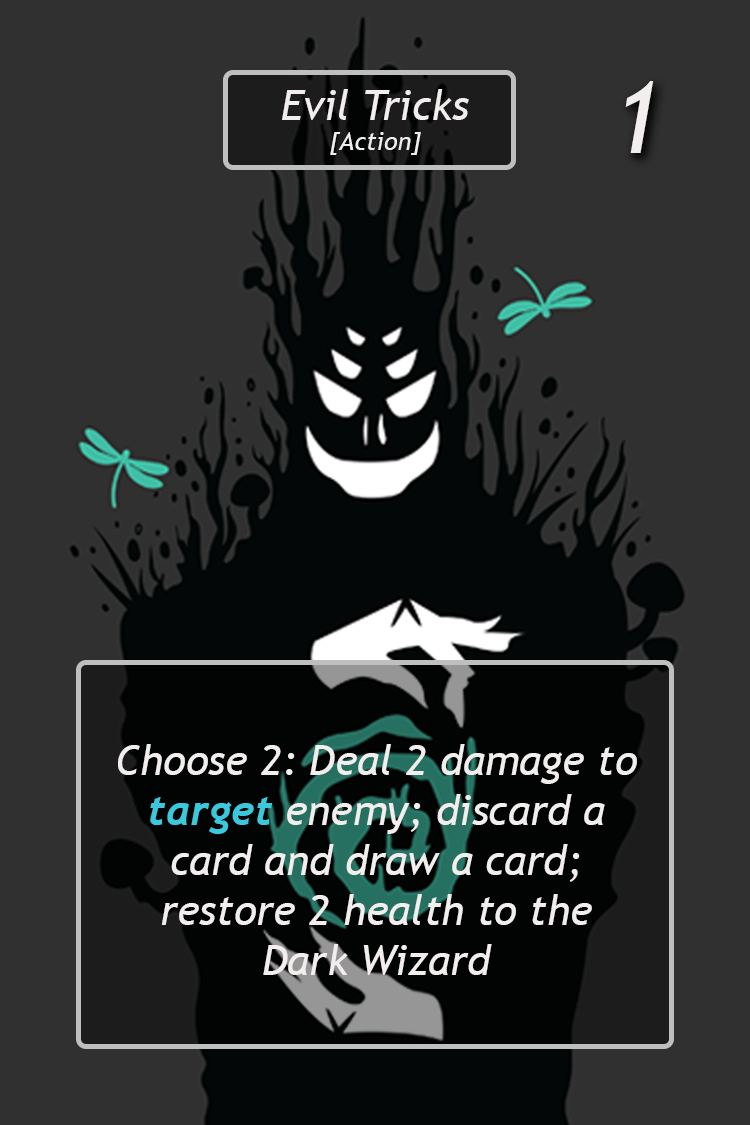 Evil Tricks
1
[Action]
Choose 2: Deal 2 damage to
target enemy; discard a
card and draw a card;
restore 2 health to the
Dark Wizard